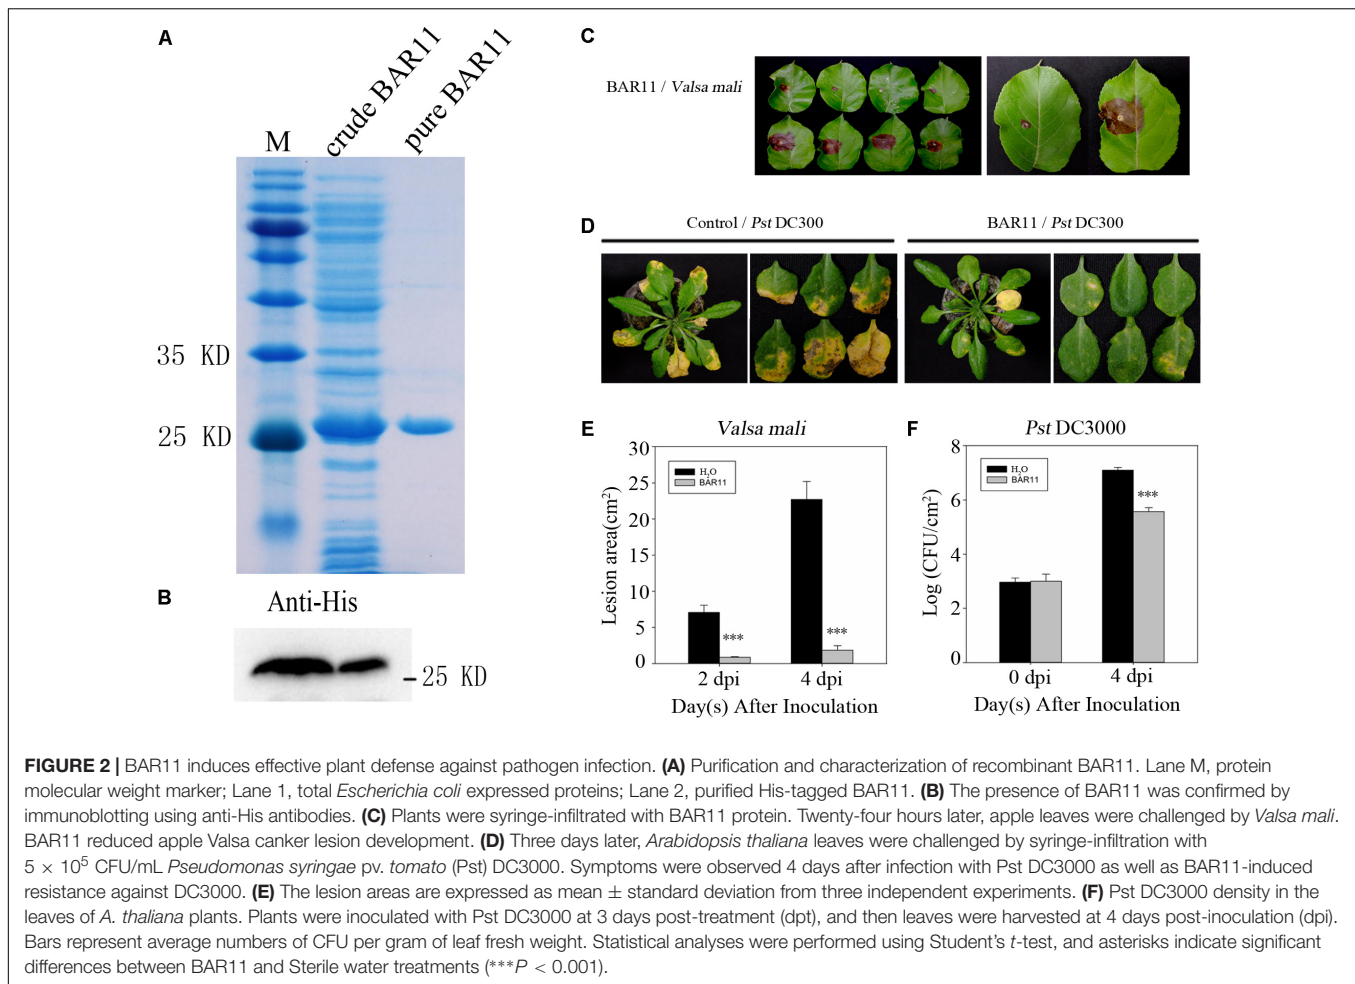 A
M
crude BAR11
pure BAR11
35 KD
25 KD
B
Anti-His
25 KD
C
BAR11 / Valsa mali
D
Control / Pst DC300
BAR11 / Pst DC300
E
Valsa mali
30
25
20
15
10
5
0
Lesion area(cm²)
H₂O
BAR11
***
***
2 dpi
4 dpi
Day(s) After Inoculation
F
Pst DC3000
8
6
4
2
0
Log (CFU/cm²)
H₂O
BAR11
***
0 dpi
4 dpi
Day(s) After Inoculation
FIGURE 2 | BAR11 induces effective plant defense against pathogen infection. (A) Purification and characterization of recombinant BAR11. Lane M, protein
molecular weight marker; Lane 1, total Escherichia coli expressed proteins; Lane 2, purified His-tagged BAR11. (B) The presence of BAR11 was confirmed by
immunoblotting using anti-His antibodies. (C) Plants were syringe-infiltrated with BAR11 protein. Twenty-four hours later, apple leaves were challenged by Valsa mali.
BAR11 reduced apple Valsa canker lesion development. (D) Three days later, Arabidopsis thaliana leaves were challenged by syringe-infiltration with
5 × 10⁵ CFU/mL Pseudomonas syringae pv. tomato (Pst) DC3000. Symptoms were observed 4 days after infection with Pst DC3000 as well as BAR11-induced
resistance against DC3000. (E) The lesion areas are expressed as mean ± standard deviation from three independent experiments. (F) Pst DC3000 density in the
leaves of A. thaliana plants. Plants were inoculated with Pst DC3000 at 3 days post-treatment (dpt), and then leaves were harvested at 4 days post-inoculation (dpi).
Bars represent average numbers of CFU per gram of leaf fresh weight. Statistical analyses were performed using Student's t-test, and asterisks indicate significant
differences between BAR11 and Sterile water treatments (***P < 0.001).